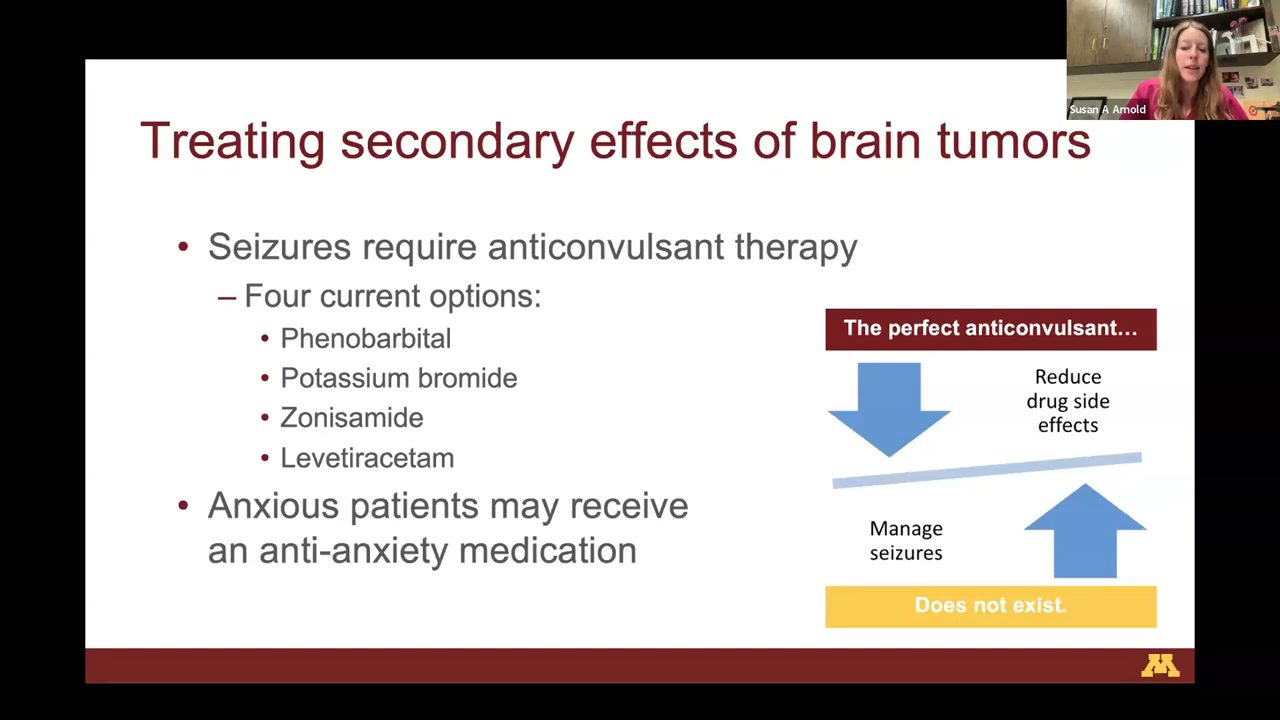 Susan A Arnold
Treating secondary effects of brain tumors
• Seizures require anticonvulsant therapy
– Four current options:
• Phenobarbital
• Potassium bromide
• Zonisamide
• Levetiracetam
• Anxious patients may receive
an anti-anxiety medication
The perfect anticonvulsant…
Reduce
drug side
effects
Manage
seizures
Does not exist.
M